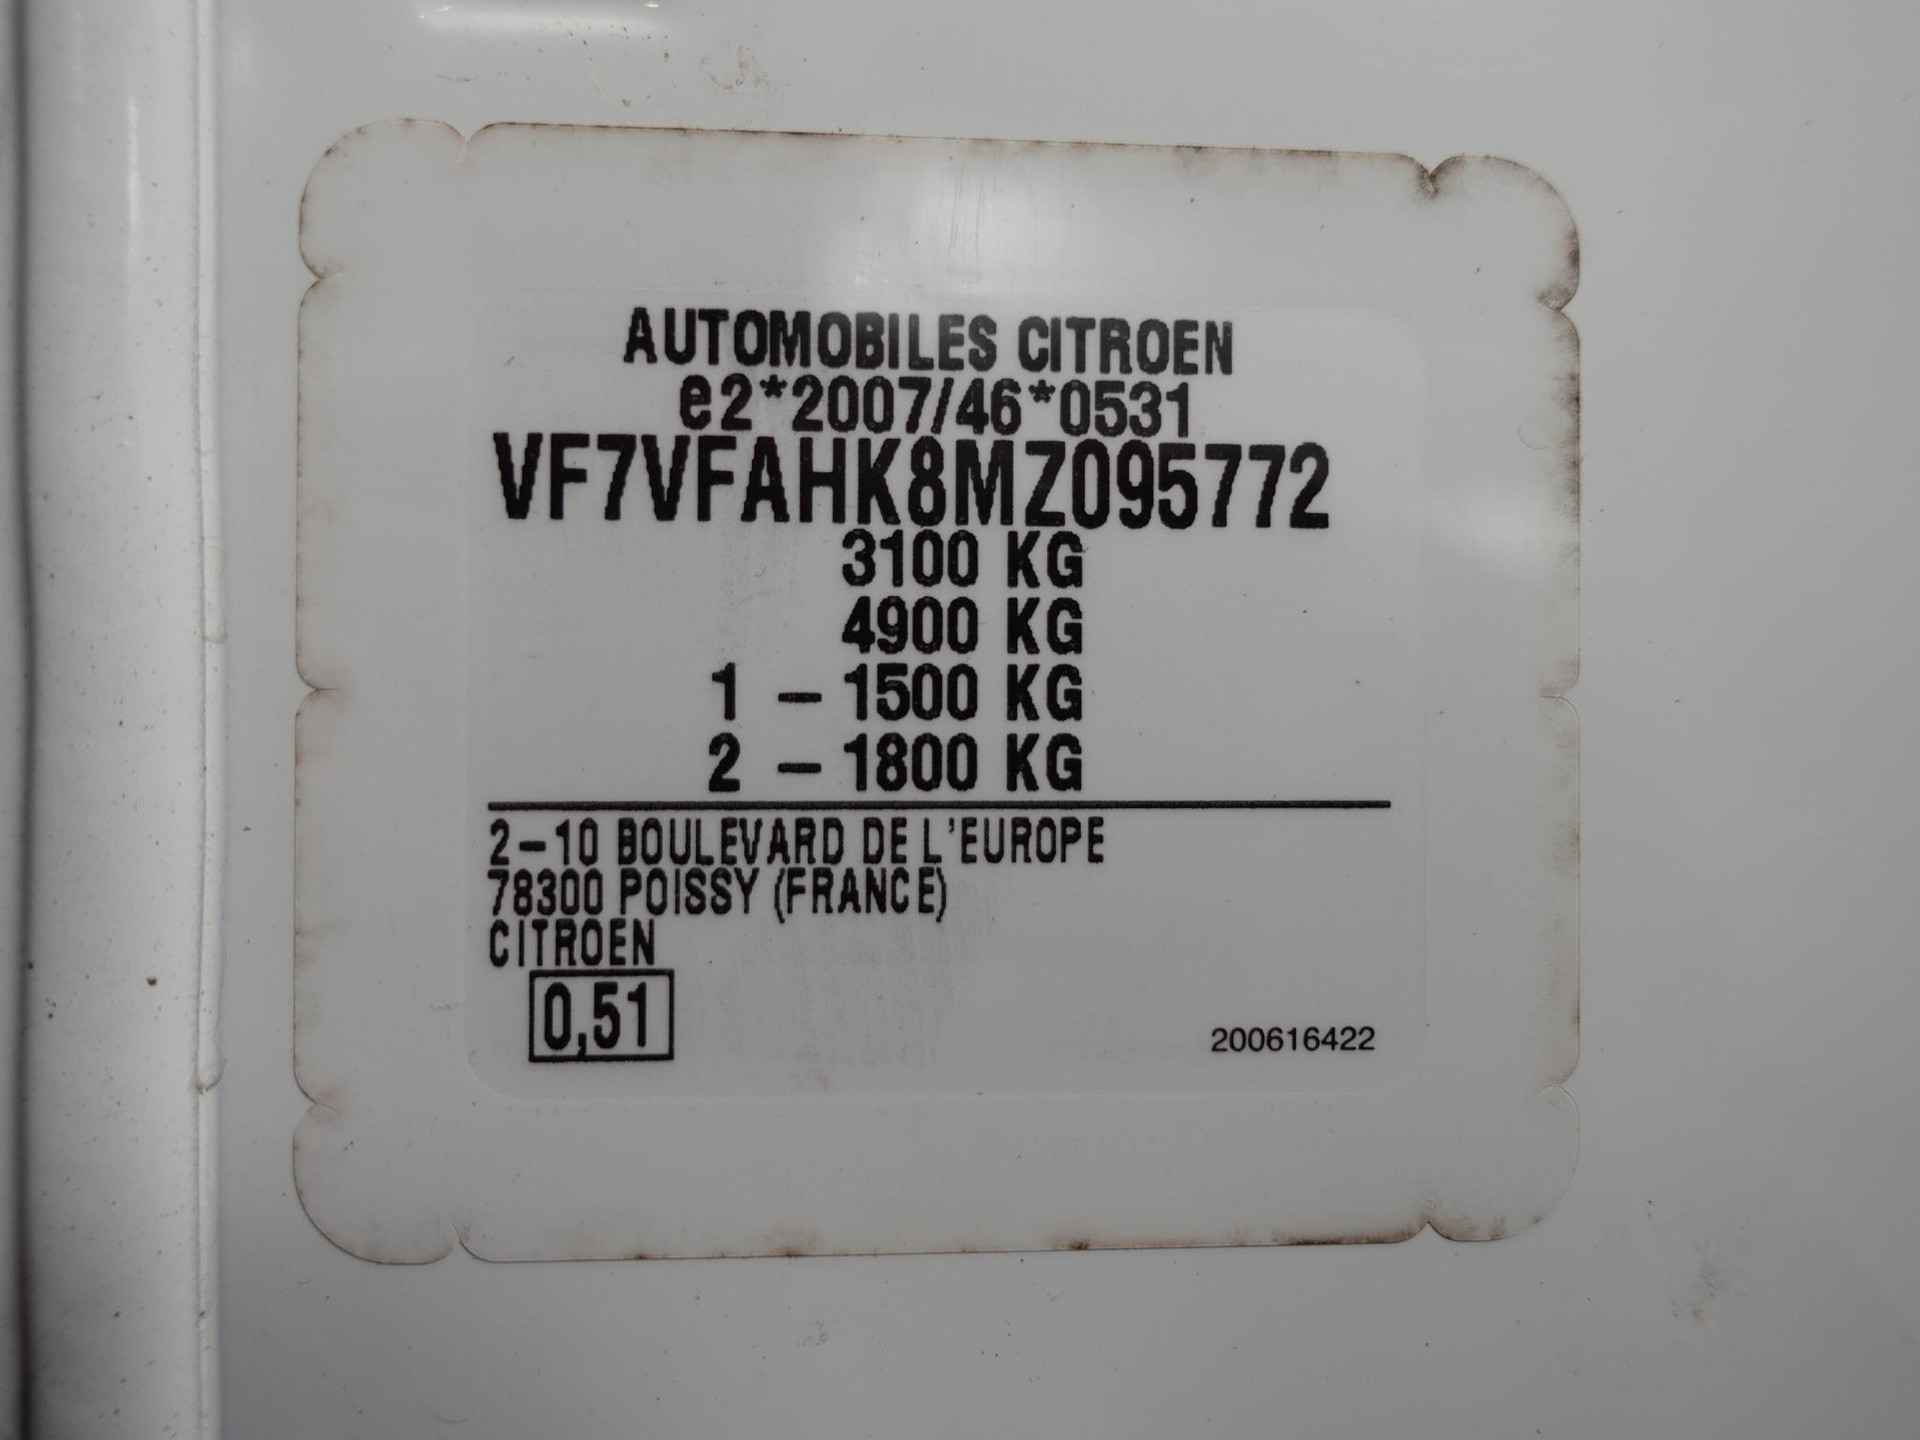 AUTOMOBILES CITROEN
e2*2007/46*0531
VF7VFAHK8MZ095772
3100 KG
4900 KG
1 – 1500 KG
2 – 1800 KG
2–10 BOULEVARD DE L'EUROPE
78300 POISSY (FRANCE)
CITROEN
0,51
200616422